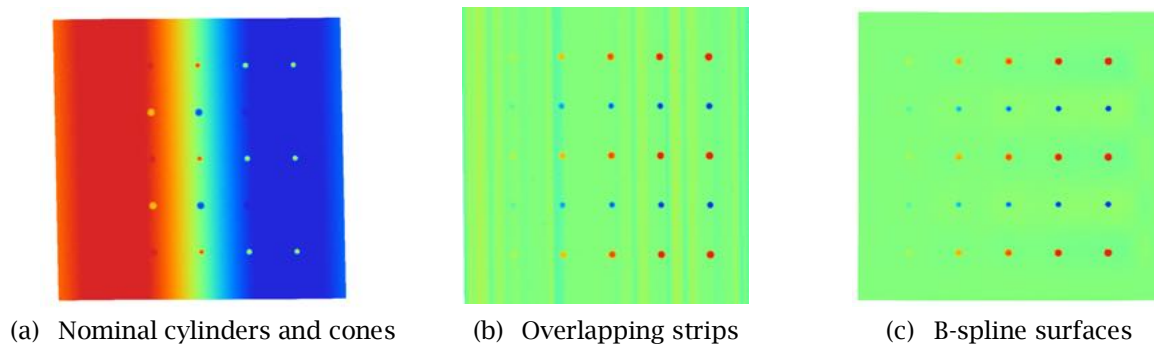 (a) Nominal cylinders and cones
(b) Overlapping strips
(c) B-spline surfaces